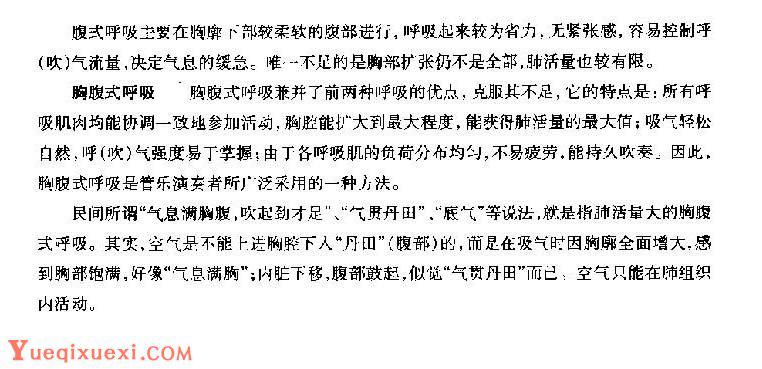 腹式呼吸主要在胸廓下部较柔软的腹部进行,呼吸起来较为省力,无紧张感,容易控制呼
(吹)气流量,决定气息的缓急。唯一不足的是胸部扩张仍不是全部,肺活量也较有限。
胸腹式呼吸 胸腹式呼吸兼并了前两种呼吸的优点,克服其不足,它的特点是:所有呼
吸肌肉均能协调一致地参加活动,胸腔能扩大到最大程度,能获得肺活量的最大值;吸气轻松
自然,呼(吹)气强度易于掌握;由于各呼吸肌的负荷分布均匀,不易疲劳,能持久吹奏。因此,
胸腹式呼吸是管乐演奏者所广泛采用的一种方法。
民间所谓“气息满胸腹,吹起劲才足”、“气贯丹田”、“底气”等说法,就是指肺活量大的胸腹
式呼吸。其实,空气是不能上进胸腔下入“丹田”(腹部)的,而是在吸气时因胸廓全面增大,感
到胸部饱满,好像“气息满胸”;内脏下移,腹部鼓起,似觉“气贯丹田”而已。空气只能在肺组织
内活动。
Yueqixuexi.com